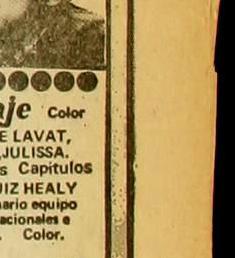 je Color
E LAVAT,
JULISSA.
s Capítulos
UIZ HEALY
nario equipo
acionales e
. Color.